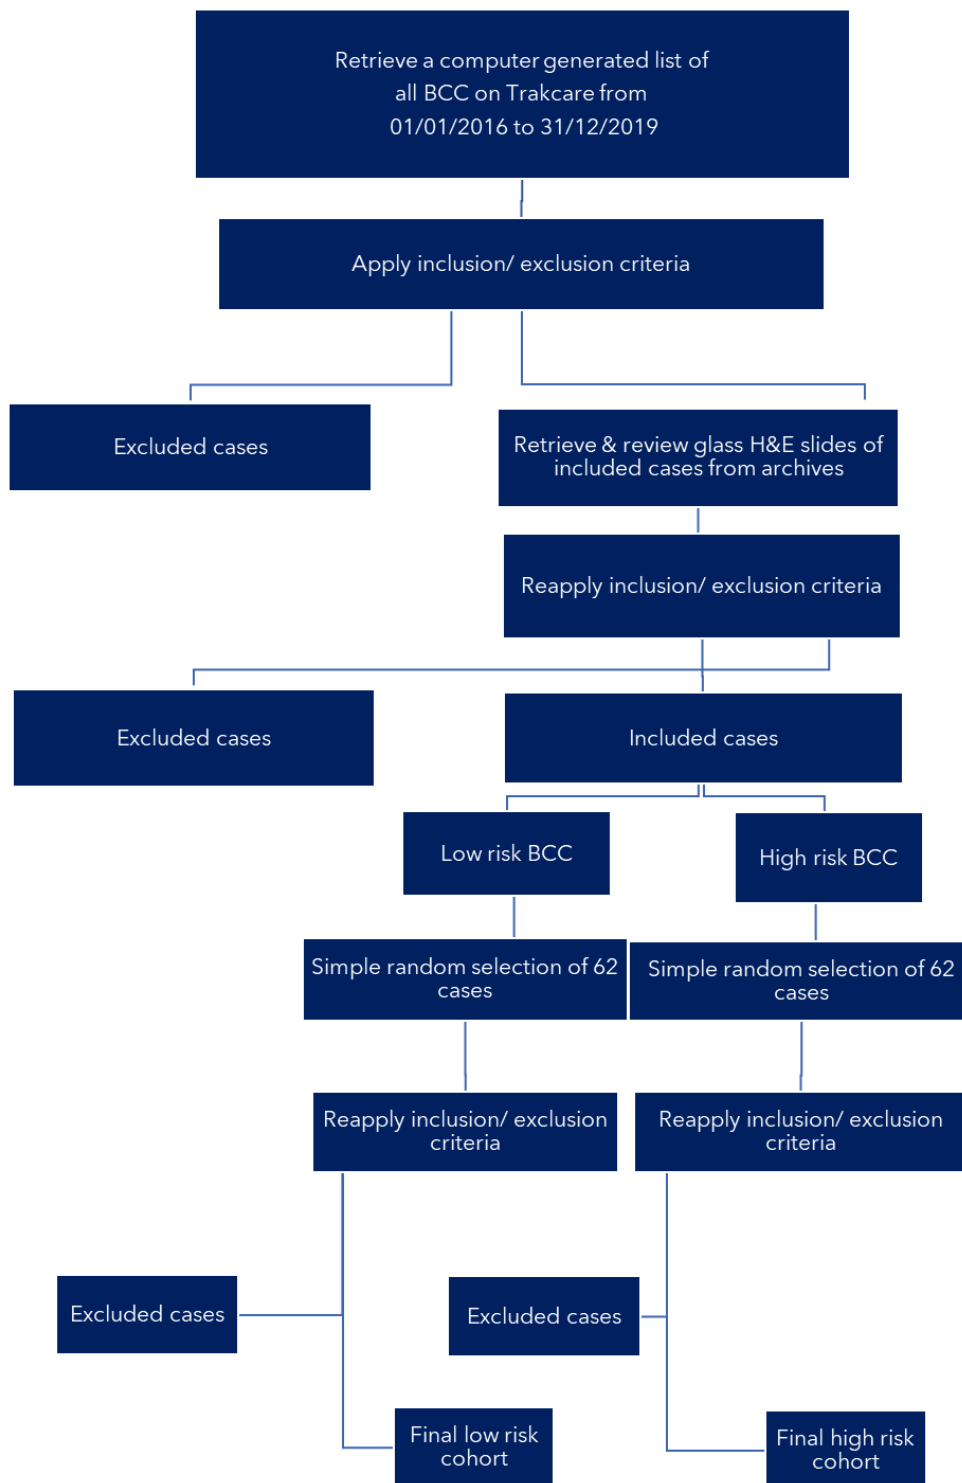 Retrieve a computer generated list of
all BCC on Trakcare from
01/01/2016 to 31/12/2019
Apply inclusion/ exclusion criteria
Excluded cases
Retrieve & review glass H&E slides of
included cases from archives
Reapply inclusion/ exclusion criteria
Excluded cases
Included cases
Low risk BCC
High risk BCC
Simple random selection of 62
cases
Simple random selection of 62
cases
Reapply inclusion/ exclusion
criteria
Reapply inclusion/ exclusion
criteria
Excluded cases
Excluded cases
Final low risk
cohort
Final high risk
cohort